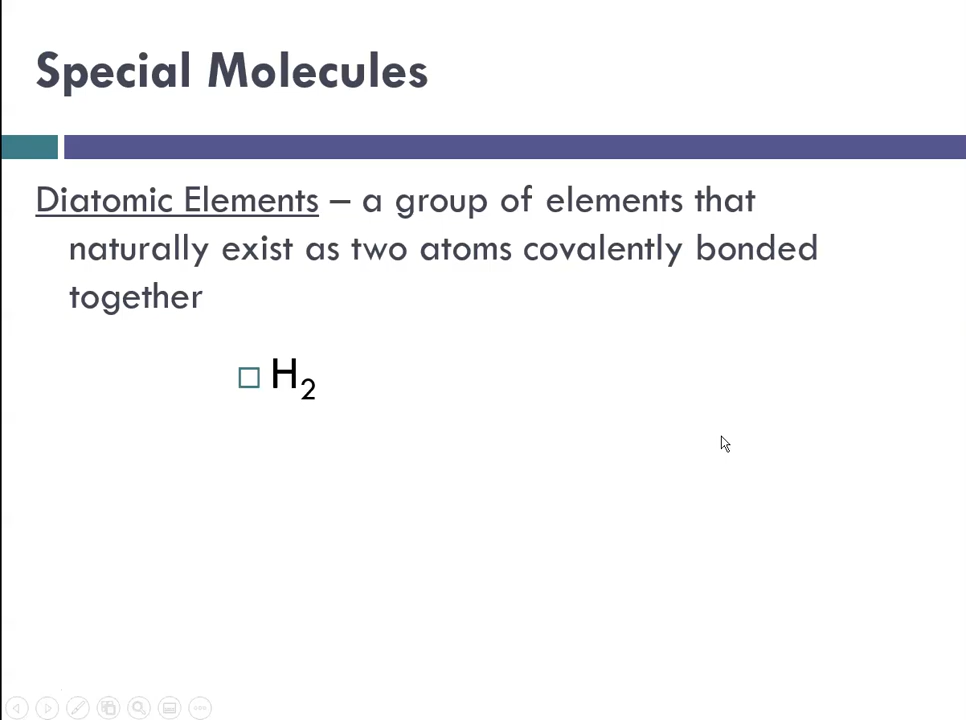 Special Molecules
Diatomic Elements – a group of elements that
naturally exist as two atoms covalently bonded
together
H₂